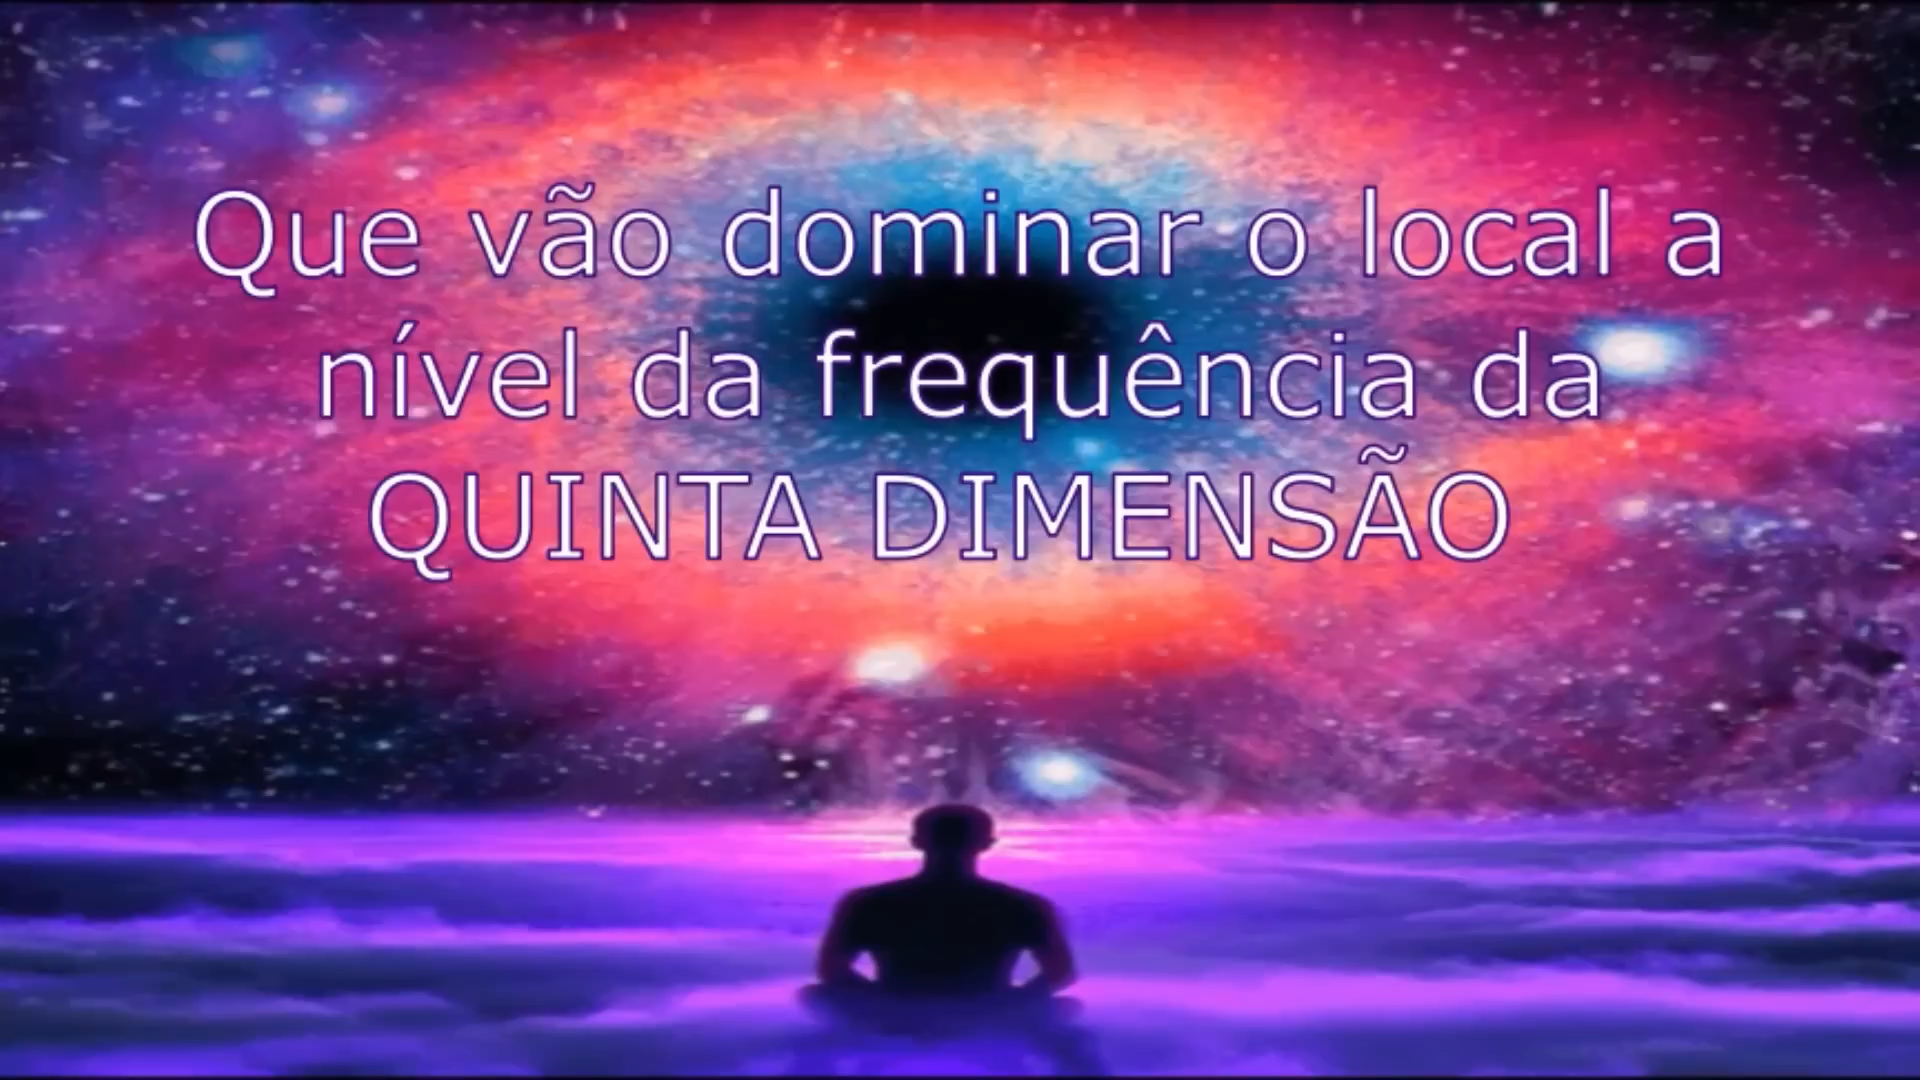 Que vão dominar o local a
nível da frequência da
QUINTA DIMENSÃO